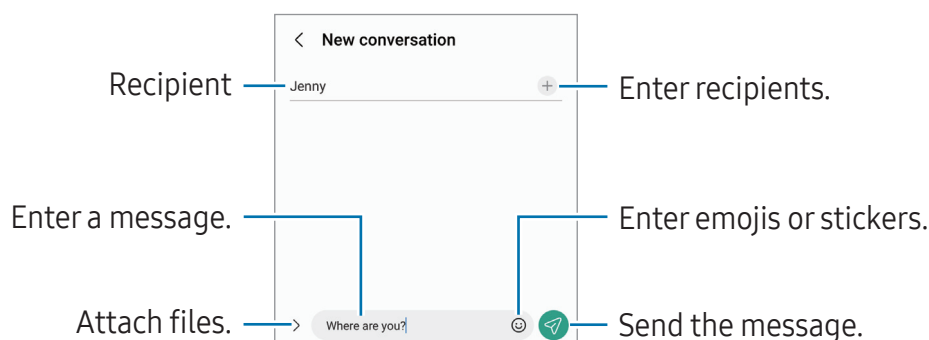 New conversation
Recipient
Jenny
Enter recipients.
Enter a message.
Enter emojis or stickers.
Attach files.
Where are you?
Send the message.